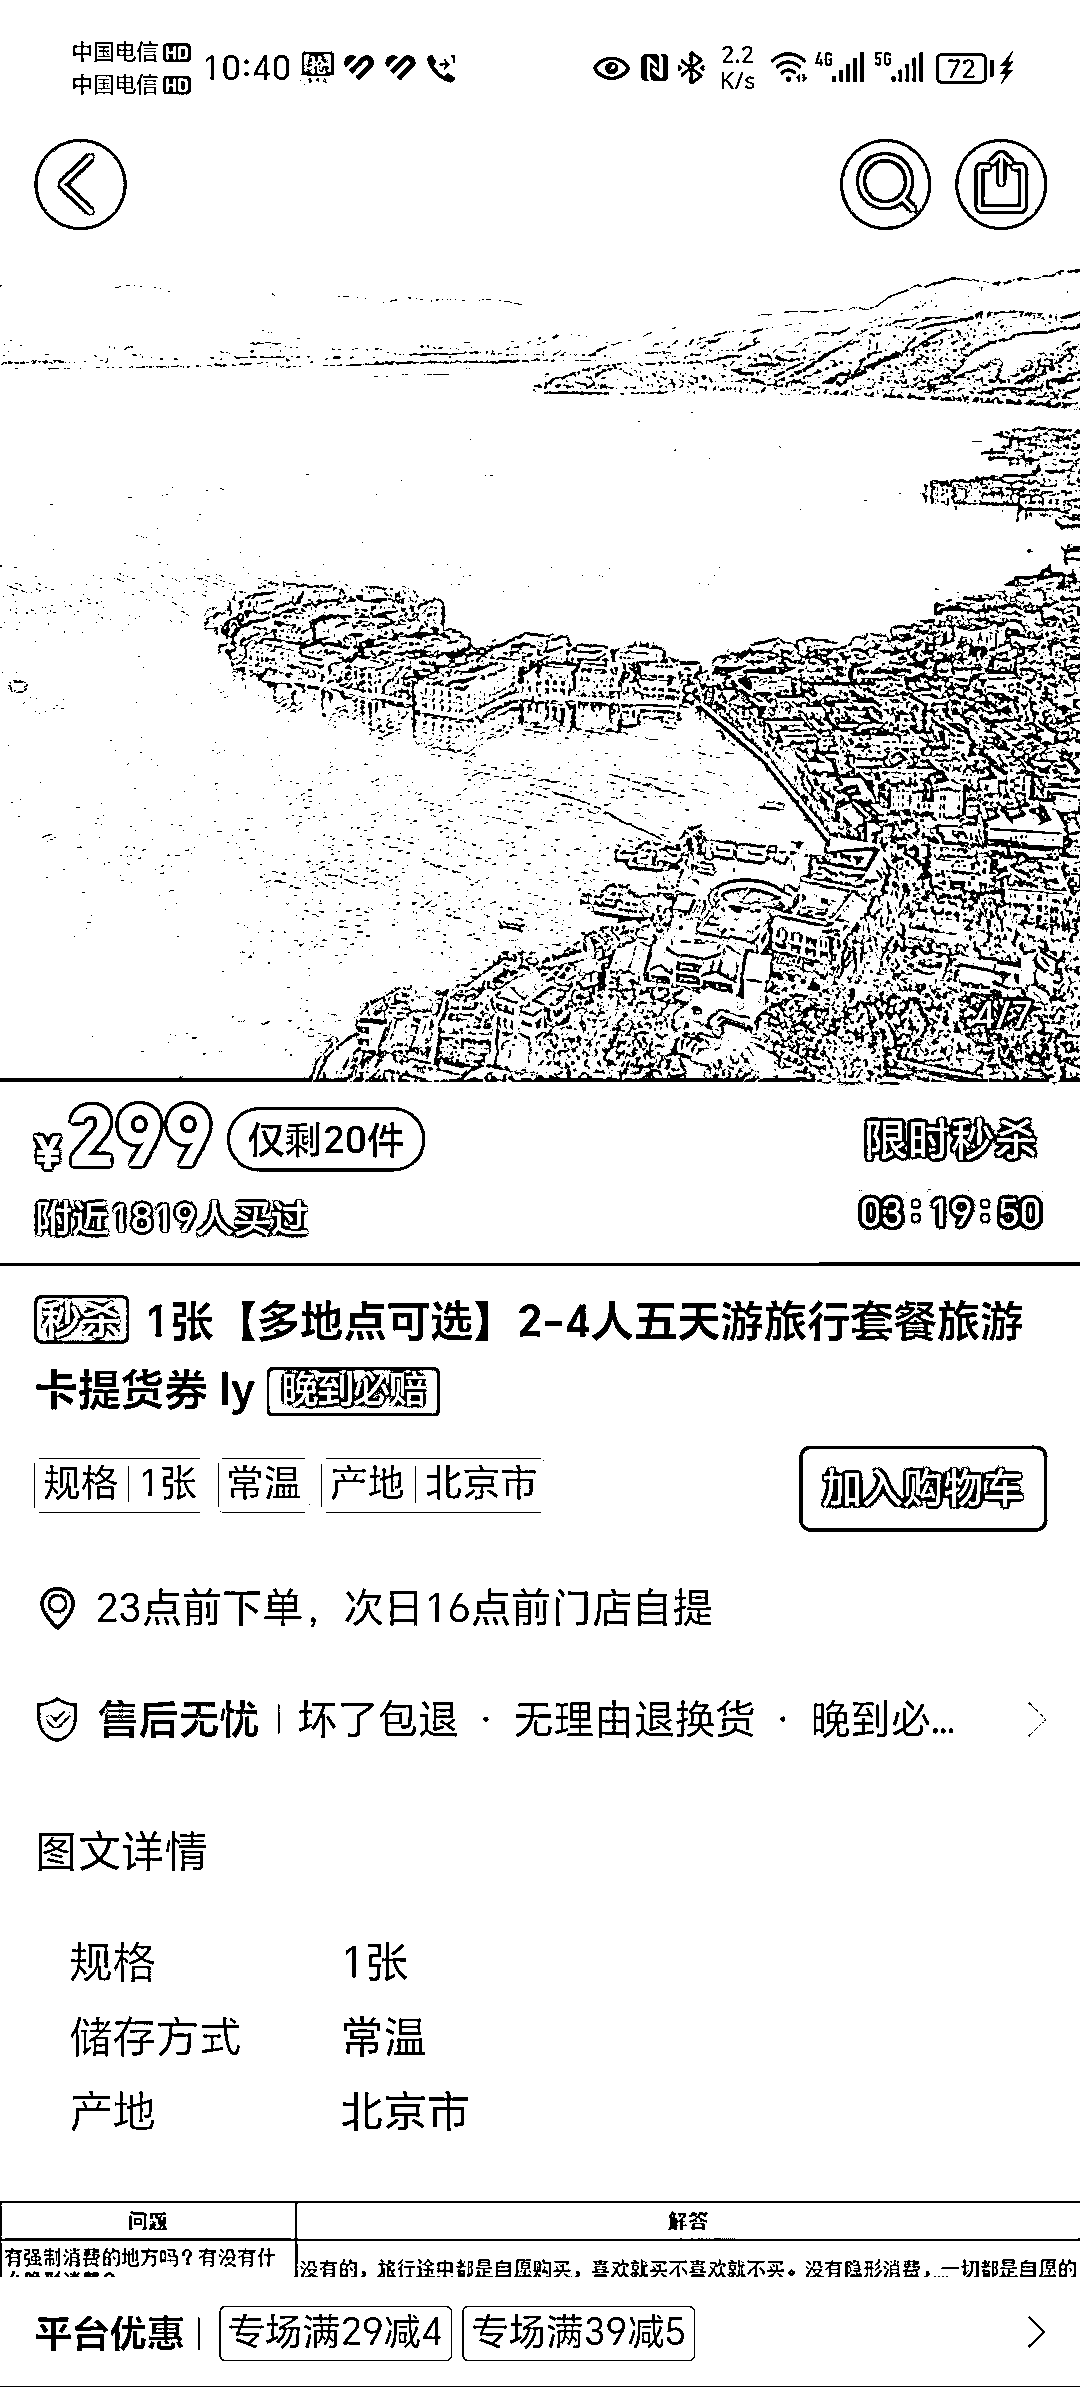 中国电信 HD
中国电信 HD
10:40
2.2
K/s
4G
5G
72
4/7
¥299 仅剩20件
限时秒杀
附近1819人买过
03:19:50
秒杀 1张【多地点可选】2-4人五天游旅行套餐旅游
卡提货券 ly 晚到必赔
规格 | 1张 常温 产地 | 北京市
加入购物车
23点前下单，次日16点前门店自提
售后无忧 | 坏了包退 · 无理由退换货 · 晚到必...
图文详情
规格 1张
储存方式 常温
产地 北京市
问题 解答
有强制消费的地方吗？有没有什
没有的，旅行途中都是自愿购买，喜欢就买不喜欢就不买。没有隐形消费，一切都是自愿的
平台优惠 | 专场满29减4 专场满39减5